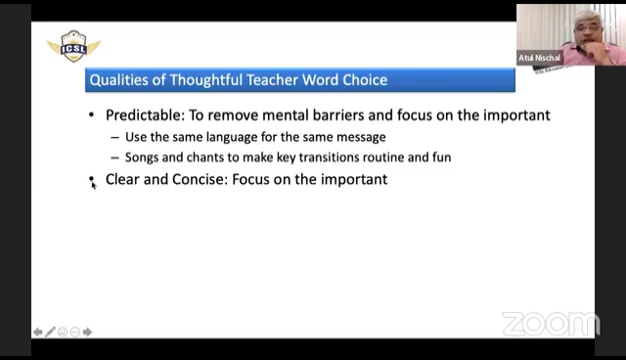 ICSL
Qualities of Thoughtful Teacher Word Choice
• Predictable: To remove mental barriers and focus on the important
– Use the same language for the same message
– Songs and chants to make key transitions routine and fun
• Clear and Concise: Focus on the important
Atul Nischal
zoom